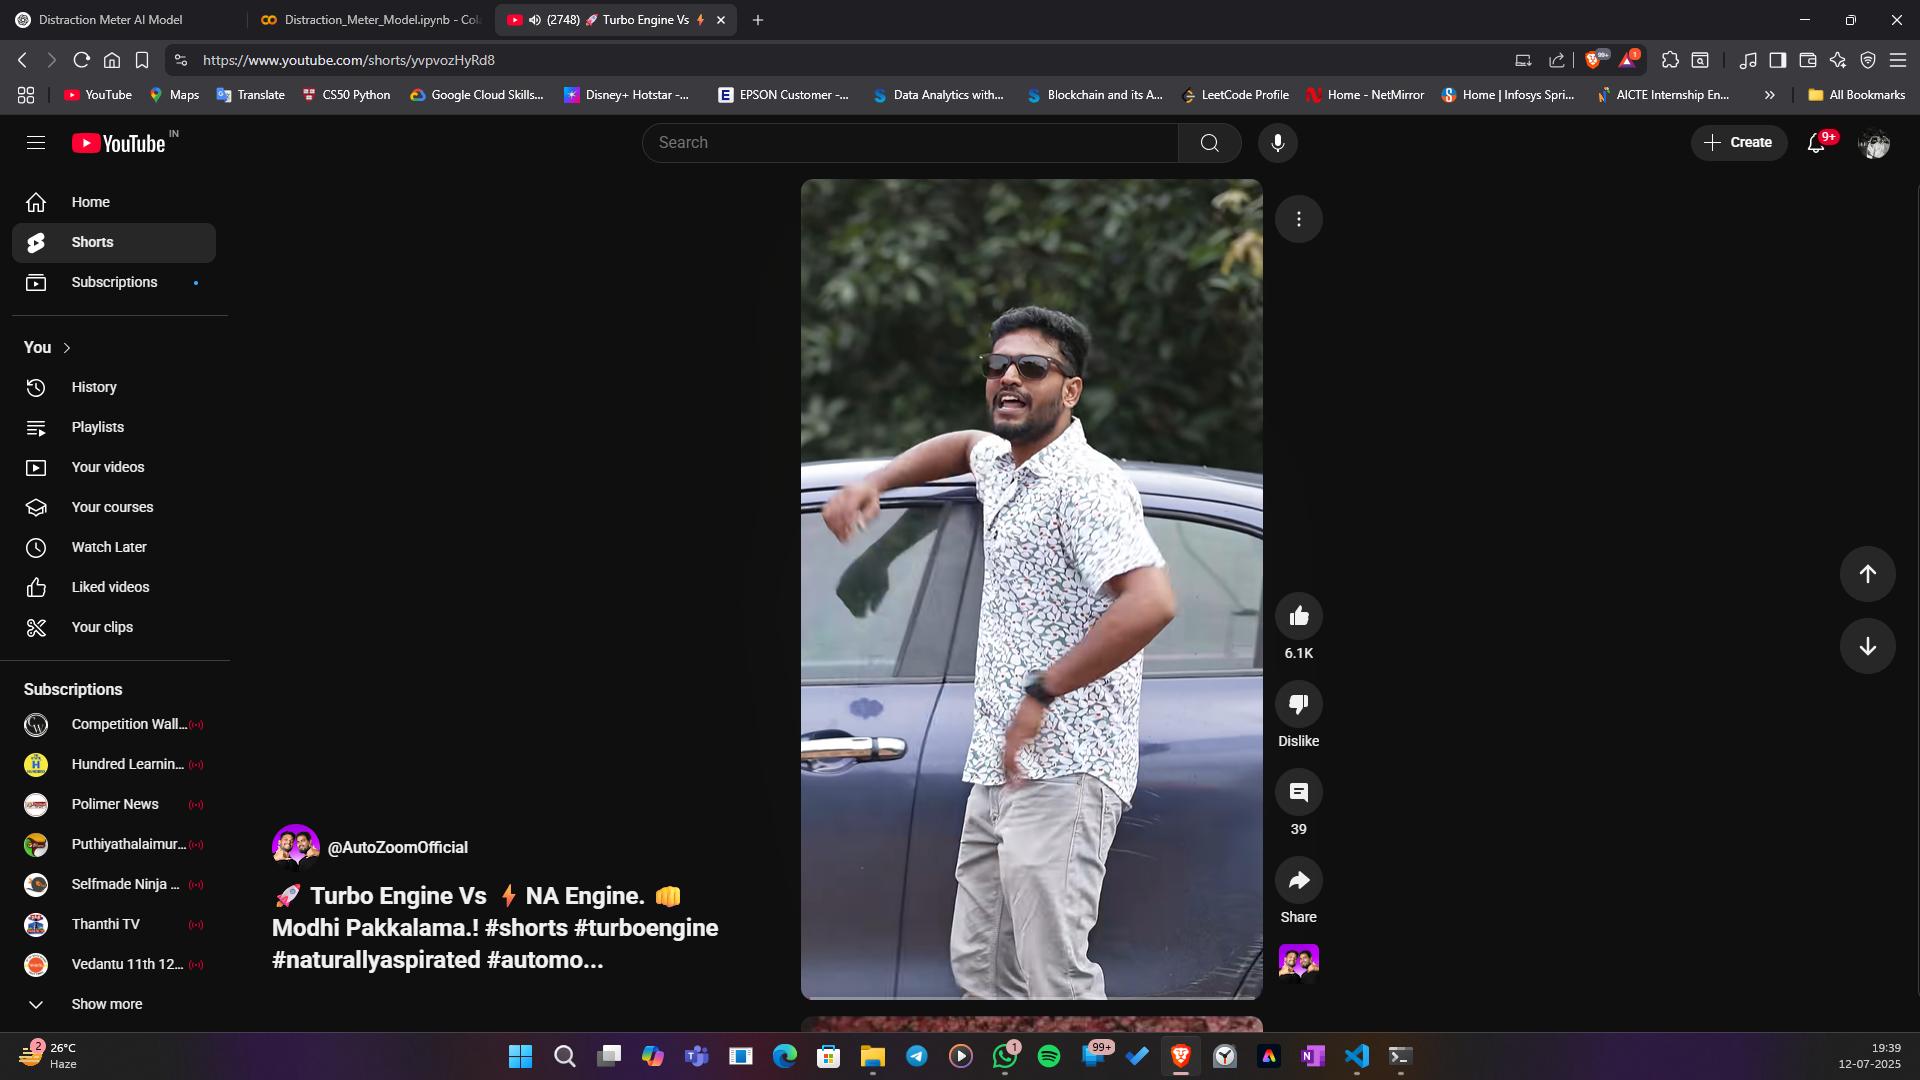 Distraction Meter AI Model
Distraction_Meter_Model.ipynb - Col
(2748) 🚀 Turbo Engine Vs ⚡
https://www.youtube.com/shorts/yvpvozHyRd8
99+
1
YouTube
Maps
Translate
CS50 Python
Google Cloud Skills...
Disney+ Hotstar -...
EPSON Customer -...
Data Analytics with...
Blockchain and its A...
LeetCode Profile
Home - NetMirror
Home | Infosys Spri...
AICTE Internship En...
All Bookmarks
YouTube IN
Search
Create
9+
Home
Shorts
Subscriptions
You
History
Playlists
Your videos
Your courses
Watch Later
Liked videos
Your clips
Subscriptions
Competition Wall...
Hundred Learnin...
Polimer News
Puthiyathalaimur...
Selfmade Ninja ...
Thanthi TV
Vedantu 11th 12...
Show more
@AutoZoomOfficial
🚀 Turbo Engine Vs ⚡ NA Engine. 👊
Modhi Pakkalama.! #shorts #turboengine
#naturallyaspirated #automo...
6.1K
Dislike
39
Share
2
26°C
Haze
1
99+
19:39
12-07-2025